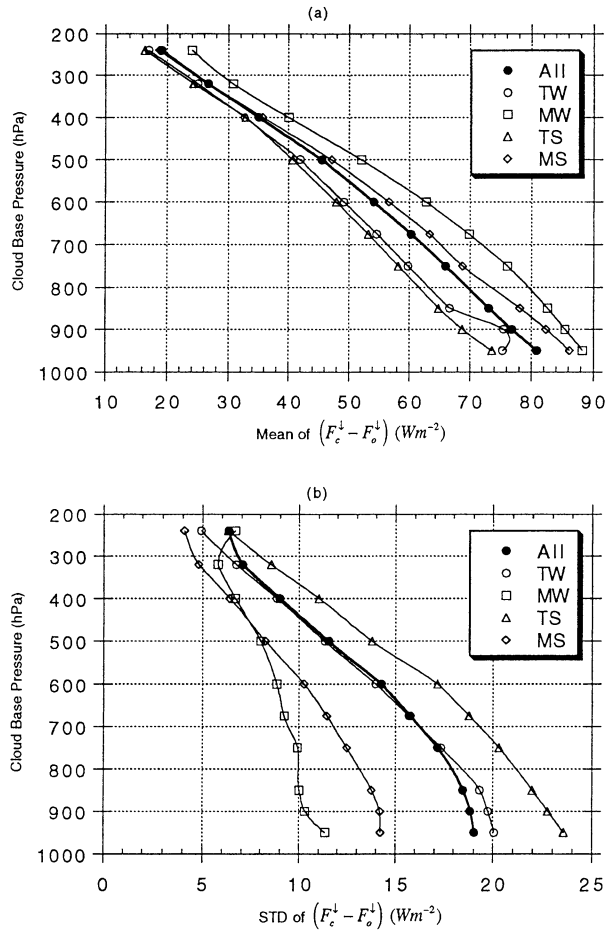 (a)
200
300
400
500
600
700
800
900
1000
Cloud Base Pressure (hPa)
All
TW
MW
TS
MS
10 20 30 40 50 60 70 80 90
Mean of (F_c^↓ − F_o^↓) (Wm^-2)
(b)
200
300
400
500
600
700
800
900
1000
Cloud Base Pressure (hPa)
All
TW
MW
TS
MS
0 5 10 15 20 25
STD of (F_c^↓ − F_o^↓) (Wm^-2)